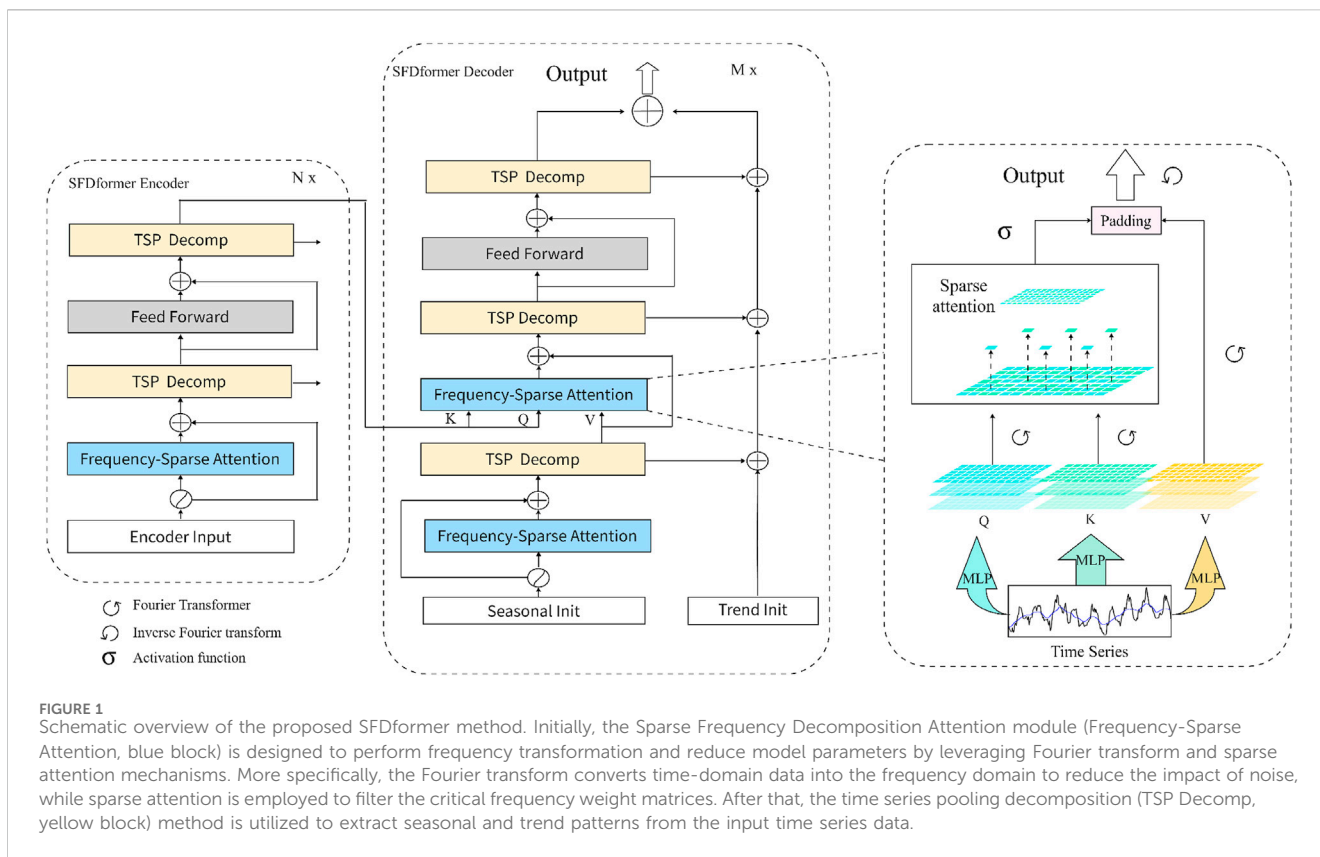 SFDformer Encoder
N x
TSP Decomp
Feed Forward
TSP Decomp
Frequency-Sparse Attention
Encoder Input
Fourier Transformer
Inverse Fourier transform
σ Activation function
SFDformer Decoder
Output
M x
TSP Decomp
Feed Forward
TSP Decomp
Frequency-Sparse Attention
K Q V
TSP Decomp
Frequency-Sparse Attention
Seasonal Init
Trend Init
Output
σ
Padding
Sparse
attention
Q K V
MLP MLP MLP
Time Series
FIGURE 1
Schematic overview of the proposed SFDformer method. Initially, the Sparse Frequency Decomposition Attention module (Frequency-Sparse
Attention, blue block) is designed to perform frequency transformation and reduce model parameters by leveraging Fourier transform and sparse
attention mechanisms. More specifically, the Fourier transform converts time-domain data into the frequency domain to reduce the impact of noise,
while sparse attention is employed to filter the critical frequency weight matrices. After that, the time series pooling decomposition (TSP Decomp,
yellow block) method is utilized to extract seasonal and trend patterns from the input time series data.